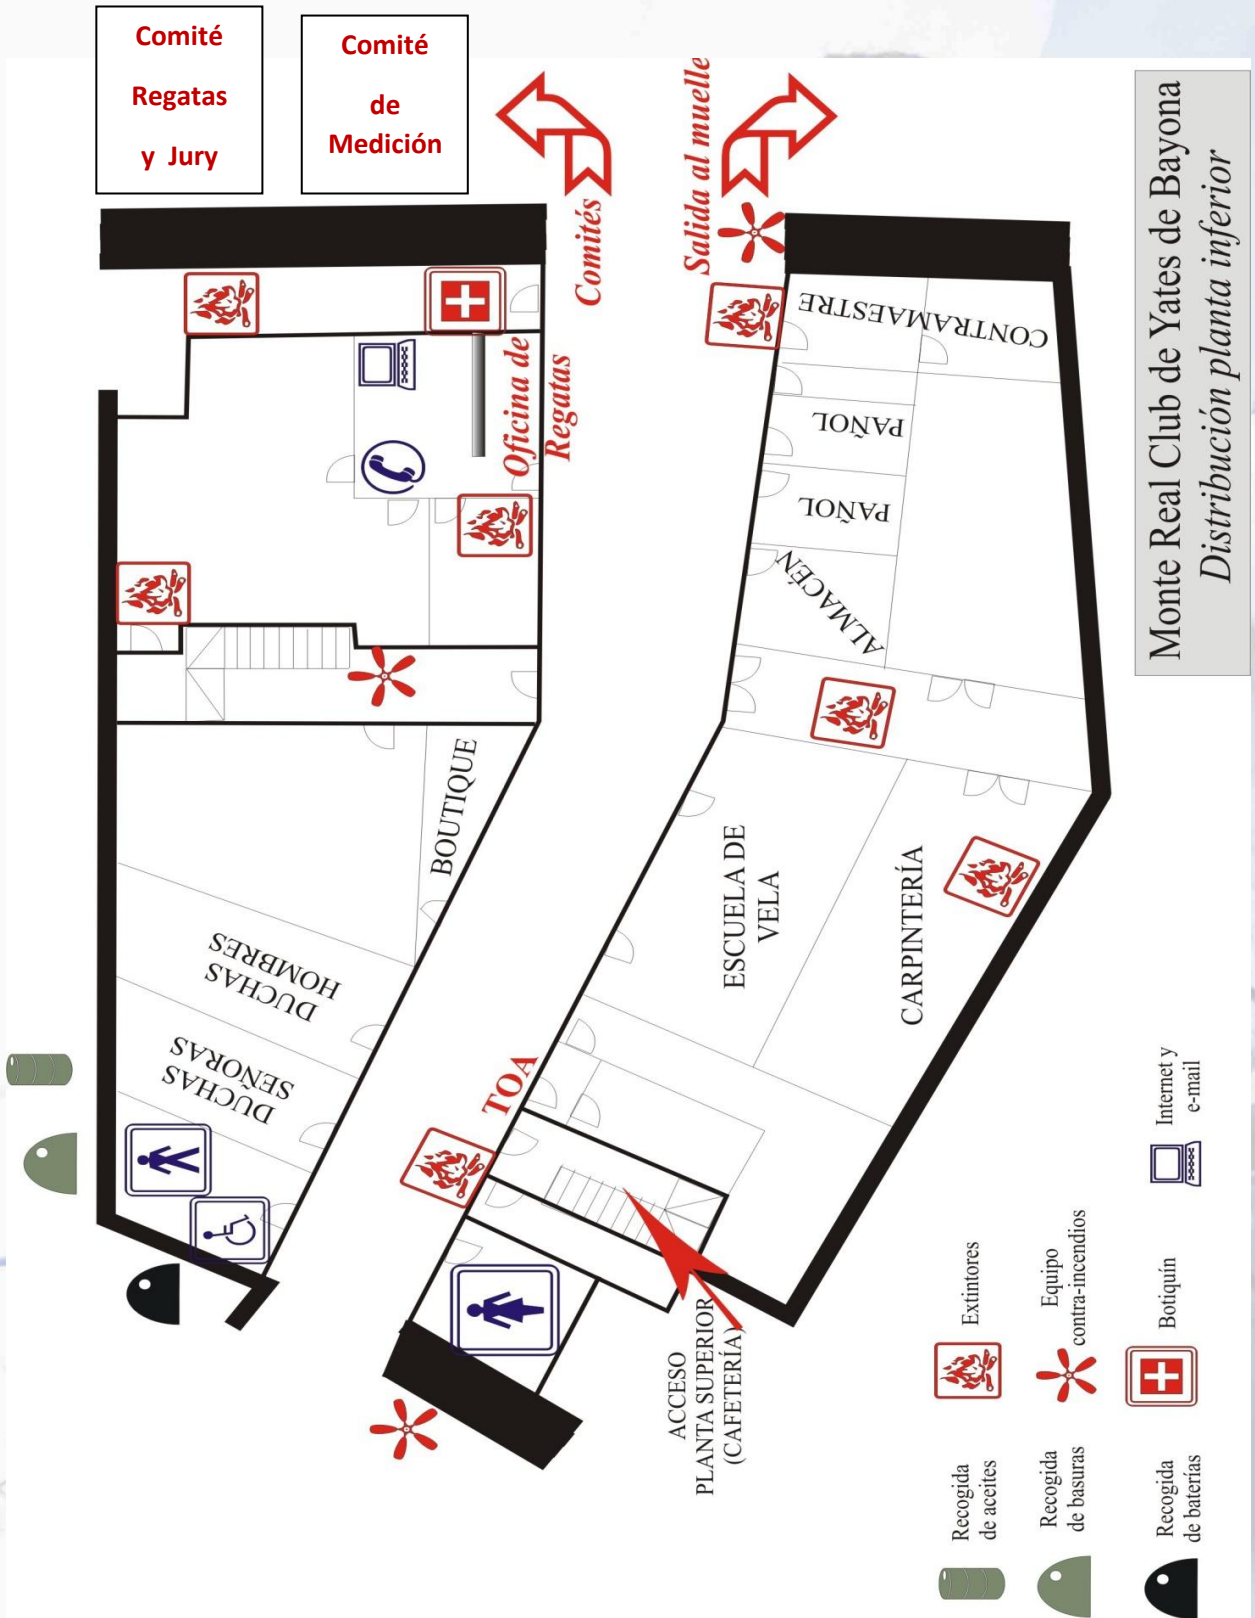 Comité
Regatas
y Jury
Comité
de
Medición
Comités
Salida al muelle
Monte Real Club de Yates de Bayona
Distribución planta inferior
Oficina de
Regatas
CONTRAMAESTRE
PAÑOL
PAÑOL
ALMACÉN
BOUTIQUE
DUCHAS
HOMBRES
DUCHAS
SEÑORAS
ESCUELA DE
VELA
CARPINTERÍA
TOA
ACCESO
PLANTA SUPERIOR
(CAFETERÍA)
Recogida
de aceites
Extintores
Recogida
de basuras
Equipo
contra-incendios
Recogida
de baterías
Botiquín
Internet y
e-mail